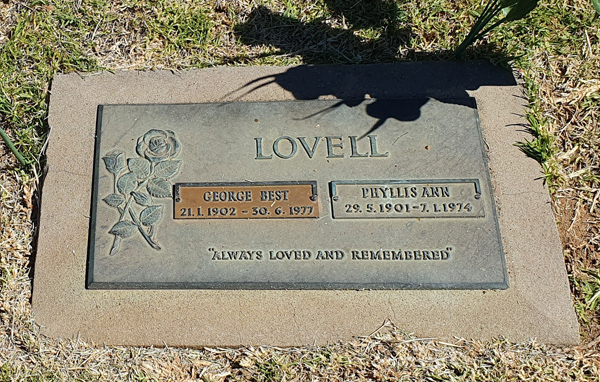 LOVELL
GEORGE BEST
21.1.1902 - 30.6.1977
PHYLLIS ANN
29.5.1901 - 7.1.1974
"ALWAYS LOVED AND REMEMBERED"